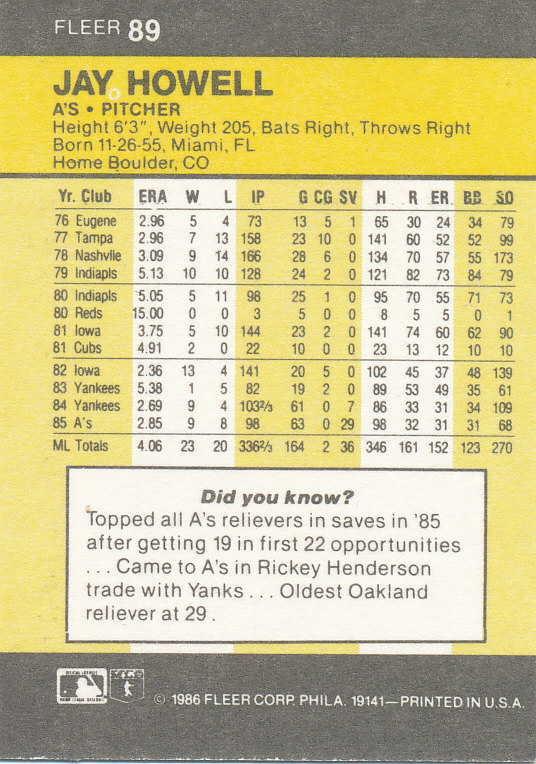 FLEER 89
JAY HOWELL
A'S • PITCHER
Height 6'3", Weight 205, Bats Right, Throws Right
Born 11-26-55, Miami, FL
Home Boulder, CO
Yr. Club ERA W L IP G CG SV H R ER BB SO
76 Eugene 2.96 5 4 73 13 5 1 65 30 24 34 79
77 Tampa 2.96 7 13 158 23 10 0 141 60 52 52 99
78 Nashvlle 3.09 9 14 166 28 6 0 134 70 57 55 173
79 Indiapls 5.13 10 10 128 24 2 0 121 82 73 84 79
80 Indiapls 5.05 5 11 98 25 1 0 95 70 55 71 73
80 Reds 15.00 0 0 3 5 0 0 8 5 5 0 1
81 Iowa 3.75 5 10 144 23 2 0 141 74 60 62 90
81 Cubs 4.91 2 0 22 10 0 0 23 13 12 10 10
82 Iowa 2.36 13 4 141 20 5 0 102 45 37 48 139
83 Yankees 5.38 1 5 82 19 2 0 89 53 49 35 61
84 Yankees 2.69 9 4 103⅔ 61 0 7 86 33 31 34 109
85 A's 2.85 9 8 98 63 0 29 98 32 31 31 68
ML Totals 4.06 23 20 336⅔ 164 2 36 346 161 152 123 270
Did you know?
Topped all A's relievers in saves in '85
after getting 19 in first 22 opportunities
... Came to A's in Rickey Henderson
trade with Yanks ... Oldest Oakland
reliever at 29.
© 1986 FLEER CORP. PHILA. 19141—PRINTED IN U.S.A.